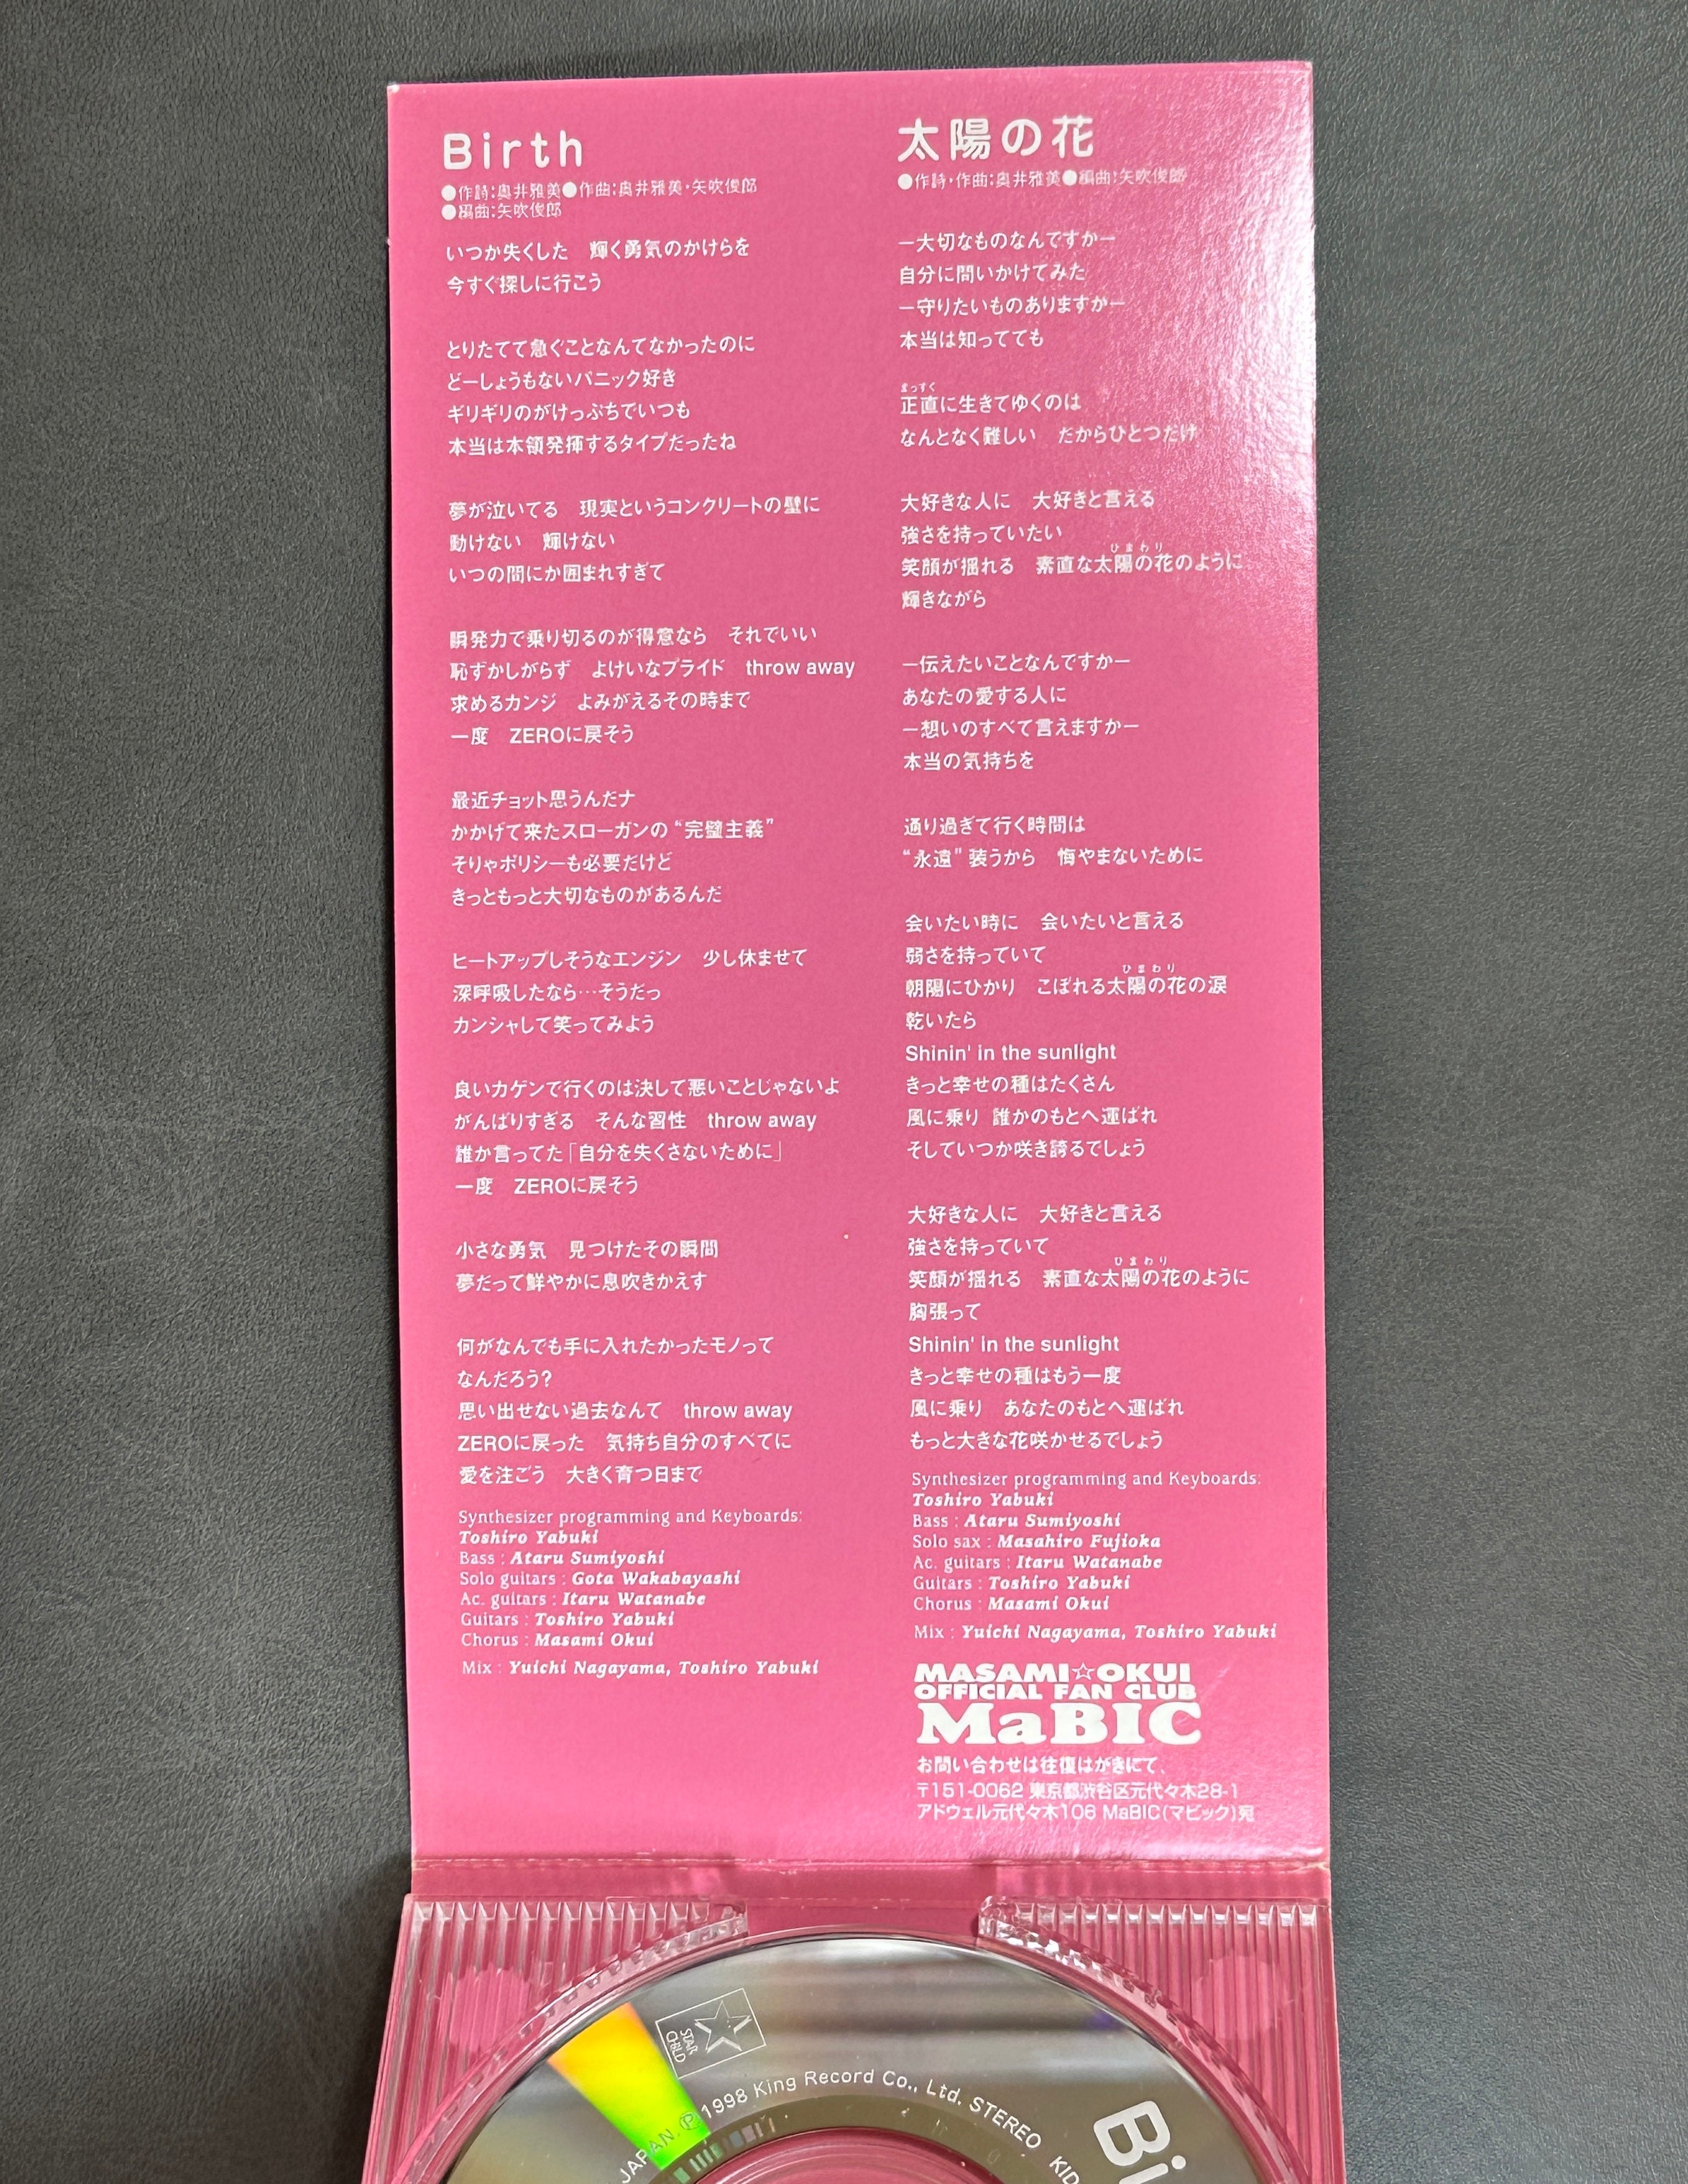 Birth
●作詩:奥井雅美●作曲:奥井雅美・矢吹俊郎
●編曲:矢吹俊郎
いつか失くした　輝く勇気のかけらを
今すぐ探しに行こう
とりたてて急ぐことなんてなかったのに
どーしょうもないパニック好き
ギリギリのがけっぷちでいつも
本当は本領発揮するタイプだったね
夢が泣いてる　現実というコンクリートの壁に
動けない　輝けない
いつの間にか囲まれすぎて
瞬発力で乗り切るのが得意なら　それでいい
恥ずかしがらず　よけいなプライド　throw away
求めるカンジ　よみがえるその時まで
一度　ZEROに戻そう
最近チョット思うんだナ
かかげて来たスローガンの“完璧主義”
そりゃポリシーも必要だけど
きっともっと大切なものがあるんだ
ヒートアップしそうなエンジン　少し休ませて
深呼吸したなら…そうだっ
カンシャして笑ってみよう
良いカゲンで行くのは決して悪いことじゃないよ
がんばりすぎる　そんな習性　throw away
誰か言ってた「自分を失くさないために」
一度　ZEROに戻そう
小さな勇気　見つけたその瞬間
夢だって鮮やかに息吹きかえす
何がなんでも手に入れたかったモノって
なんだろう?
思い出せない過去なんて　throw away
ZEROに戻った　気持ち自分のすべてに
愛を注ごう　大きく育つ日まで
Synthesizer programming and Keyboards:
Toshiro Yabuki
Bass : Ataru Sumiyoshi
Solo guitars : Gota Wakabayashi
Ac. guitars : Itaru Watanabe
Guitars : Toshiro Yabuki
Chorus : Masami Okui
Mix : Yuichi Nagayama, Toshiro Yabuki
太陽の花
●作詩・作曲:奥井雅美●編曲:矢吹俊郎
ー大切なものなんですかー
自分に問いかけてみた
ー守りたいものありますかー
本当は知ってても
まっすぐ
正直に生きてゆくのは
なんとなく難しい　だからひとつだけ
大好きな人に　大好きと言える
強さを持っていたい
ひまわり
笑顔が揺れる　素直な太陽の花のように
輝きながら
ー伝えたいことなんですかー
あなたの愛する人に
ー想いのすべて言えますかー
本当の気持ちを
通り過ぎて行く時間は
“永遠”装うから　悔やまないために
会いたい時に　会いたいと言える
弱さを持っていて
ひまわり
朝陽にひかり　こぼれる太陽の花の涙
乾いたら
Shinin' in the sunlight
きっと幸せの種はたくさん
風に乗り 誰かのもとへ運ばれ
そしていつか咲き誇るでしょう
大好きな人に　大好きと言える
強さを持っていて
ひまわり
笑顔が揺れる　素直な太陽の花のように
胸張って
Shinin' in the sunlight
きっと幸せの種はもう一度
風に乗り　あなたのもとへ運ばれ
もっと大きな花咲かせるでしょう
Synthesizer programming and Keyboards:
Toshiro Yabuki
Bass : Ataru Sumiyoshi
Solo sax : Masahiro Fujioka
Ac. guitars : Itaru Watanabe
Guitars : Toshiro Yabuki
Chorus : Masami Okui
Mix : Yuichi Nagayama, Toshiro Yabuki
MASAMI☆OKUI
OFFICIAL FAN CLUB
MaBIC
お問い合わせは往復はがきにて、
〒151-0062 東京都渋谷区元代々木28-1
アドウェル元代々木106 MaBIC(マビック)宛
STAR
CHILD
JAPAN. Ⓟ1998 King Record Co., Ltd. STEREO KID
Bi